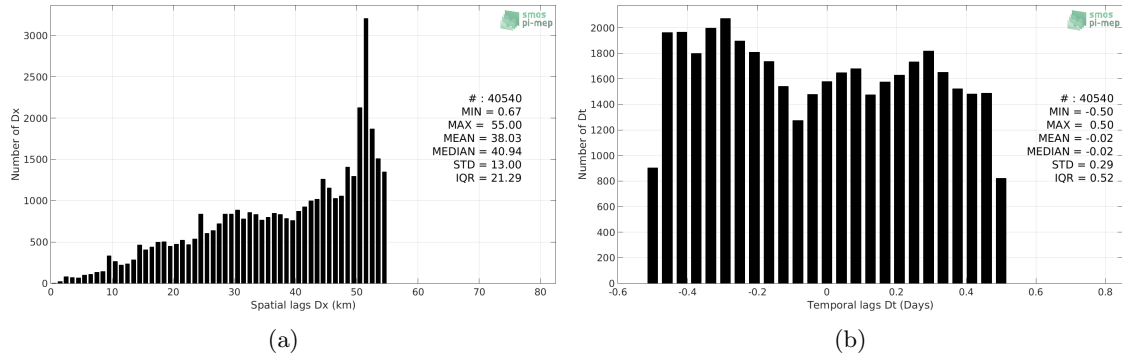 smos
pi-mep
3000
2500
2000
1500
1000
500
0
Number of Dx
# : 40540
MIN = 0.67
MAX = 55.00
MEAN = 38.03
MEDIAN = 40.94
STD = 13.00
IQR = 21.29
0 10 20 30 40 50 60 70 80
Spatial lags Dx (km)
(a)
smos
pi-mep
2000
1800
1600
1400
1200
1000
800
600
400
200
0
Number of Dt
# : 40540
MIN = -0.50
MAX = 0.50
MEAN = -0.02
MEDIAN = -0.02
STD = 0.29
IQR = 0.52
-0.6 -0.4 -0.2 0 0.2 0.4 0.6 0.8
Temporal lags Dt (Days)
(b)